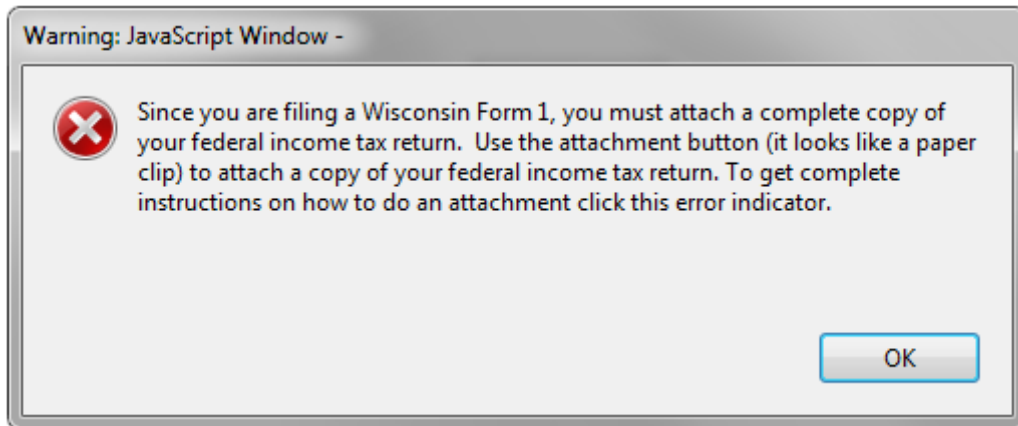 Warning: JavaScript Window -
Since you are filing a Wisconsin Form 1, you must attach a complete copy of
your federal income tax return.  Use the attachment button (it looks like a paper
clip) to attach a copy of your federal income tax return. To get complete
instructions on how to do an attachment click this error indicator.
OK